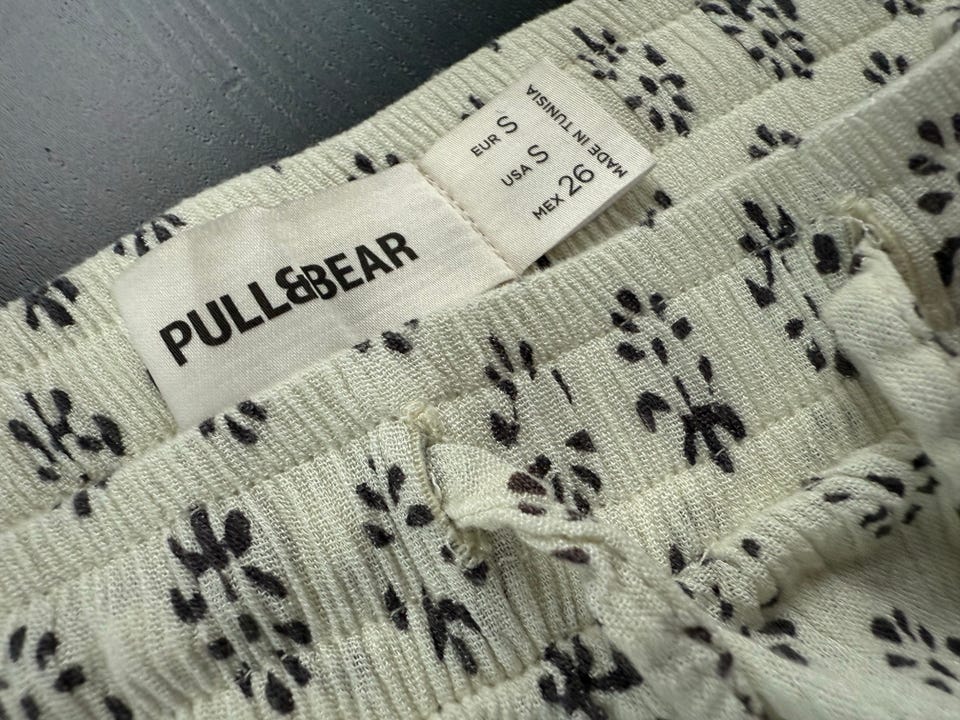 PULL&BEAR
EUR S
USA S
MEX 26
MADE IN TUNISIA